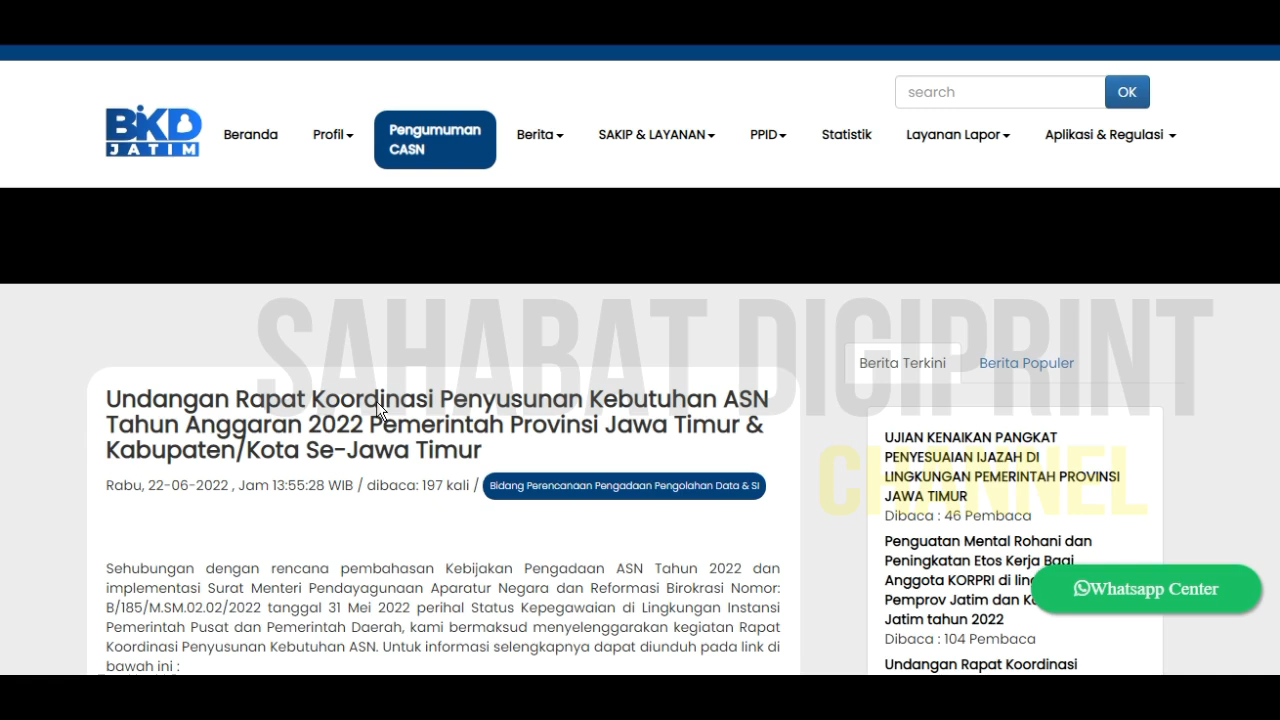 search
OK
BKD
JATIM
Beranda
Profil
Pengumuman
CASN
Berita
SAKIP & LAYANAN
PPID
Statistik
Layanan Lapor
Aplikasi & Regulasi
SAHABAT DIGIPRINT
CHANNEL
Undangan Rapat Koordinasi Penyusunan Kebutuhan ASN
Tahun Anggaran 2022 Pemerintah Provinsi Jawa Timur &
Kabupaten/Kota Se-Jawa Timur
Rabu, 22-06-2022 , Jam 13:55:28 WIB / dibaca: 197 kali / Bidang Perencanaan Pengadaan Pengolahan Data & SI
Sehubungan dengan rencana pembahasan Kebijakan Pengadaan ASN Tahun 2022 dan
implementasi Surat Menteri Pendayagunaan Aparatur Negara dan Reformasi Birokrasi Nomor:
B/185/M.SM.02.02/2022 tanggal 31 Mei 2022 perihal Status Kepegawaian di Lingkungan Instansi
Pemerintah Pusat dan Pemerintah Daerah, kami bermaksud menyelenggarakan kegiatan Rapat
Koordinasi Penyusunan Kebutuhan ASN. Untuk informasi selengkapnya dapat diunduh pada link di
bawah ini :
Berita Terkini
Berita Populer
UJIAN KENAIKAN PANGKAT
PENYESUAIAN IJAZAH DI
LINGKUNGAN PEMERINTAH PROVINSI
JAWA TIMUR
Dibaca : 46 Pembaca
Penguatan Mental Rohani dan
Peningkatan Etos Kerja Bagi
Anggota KORPRI di
Pemprov Jatim dan
Jatim tahun 2022
Dibaca : 104 Pembaca
Undangan Rapat Koordinasi
Whatsapp Center